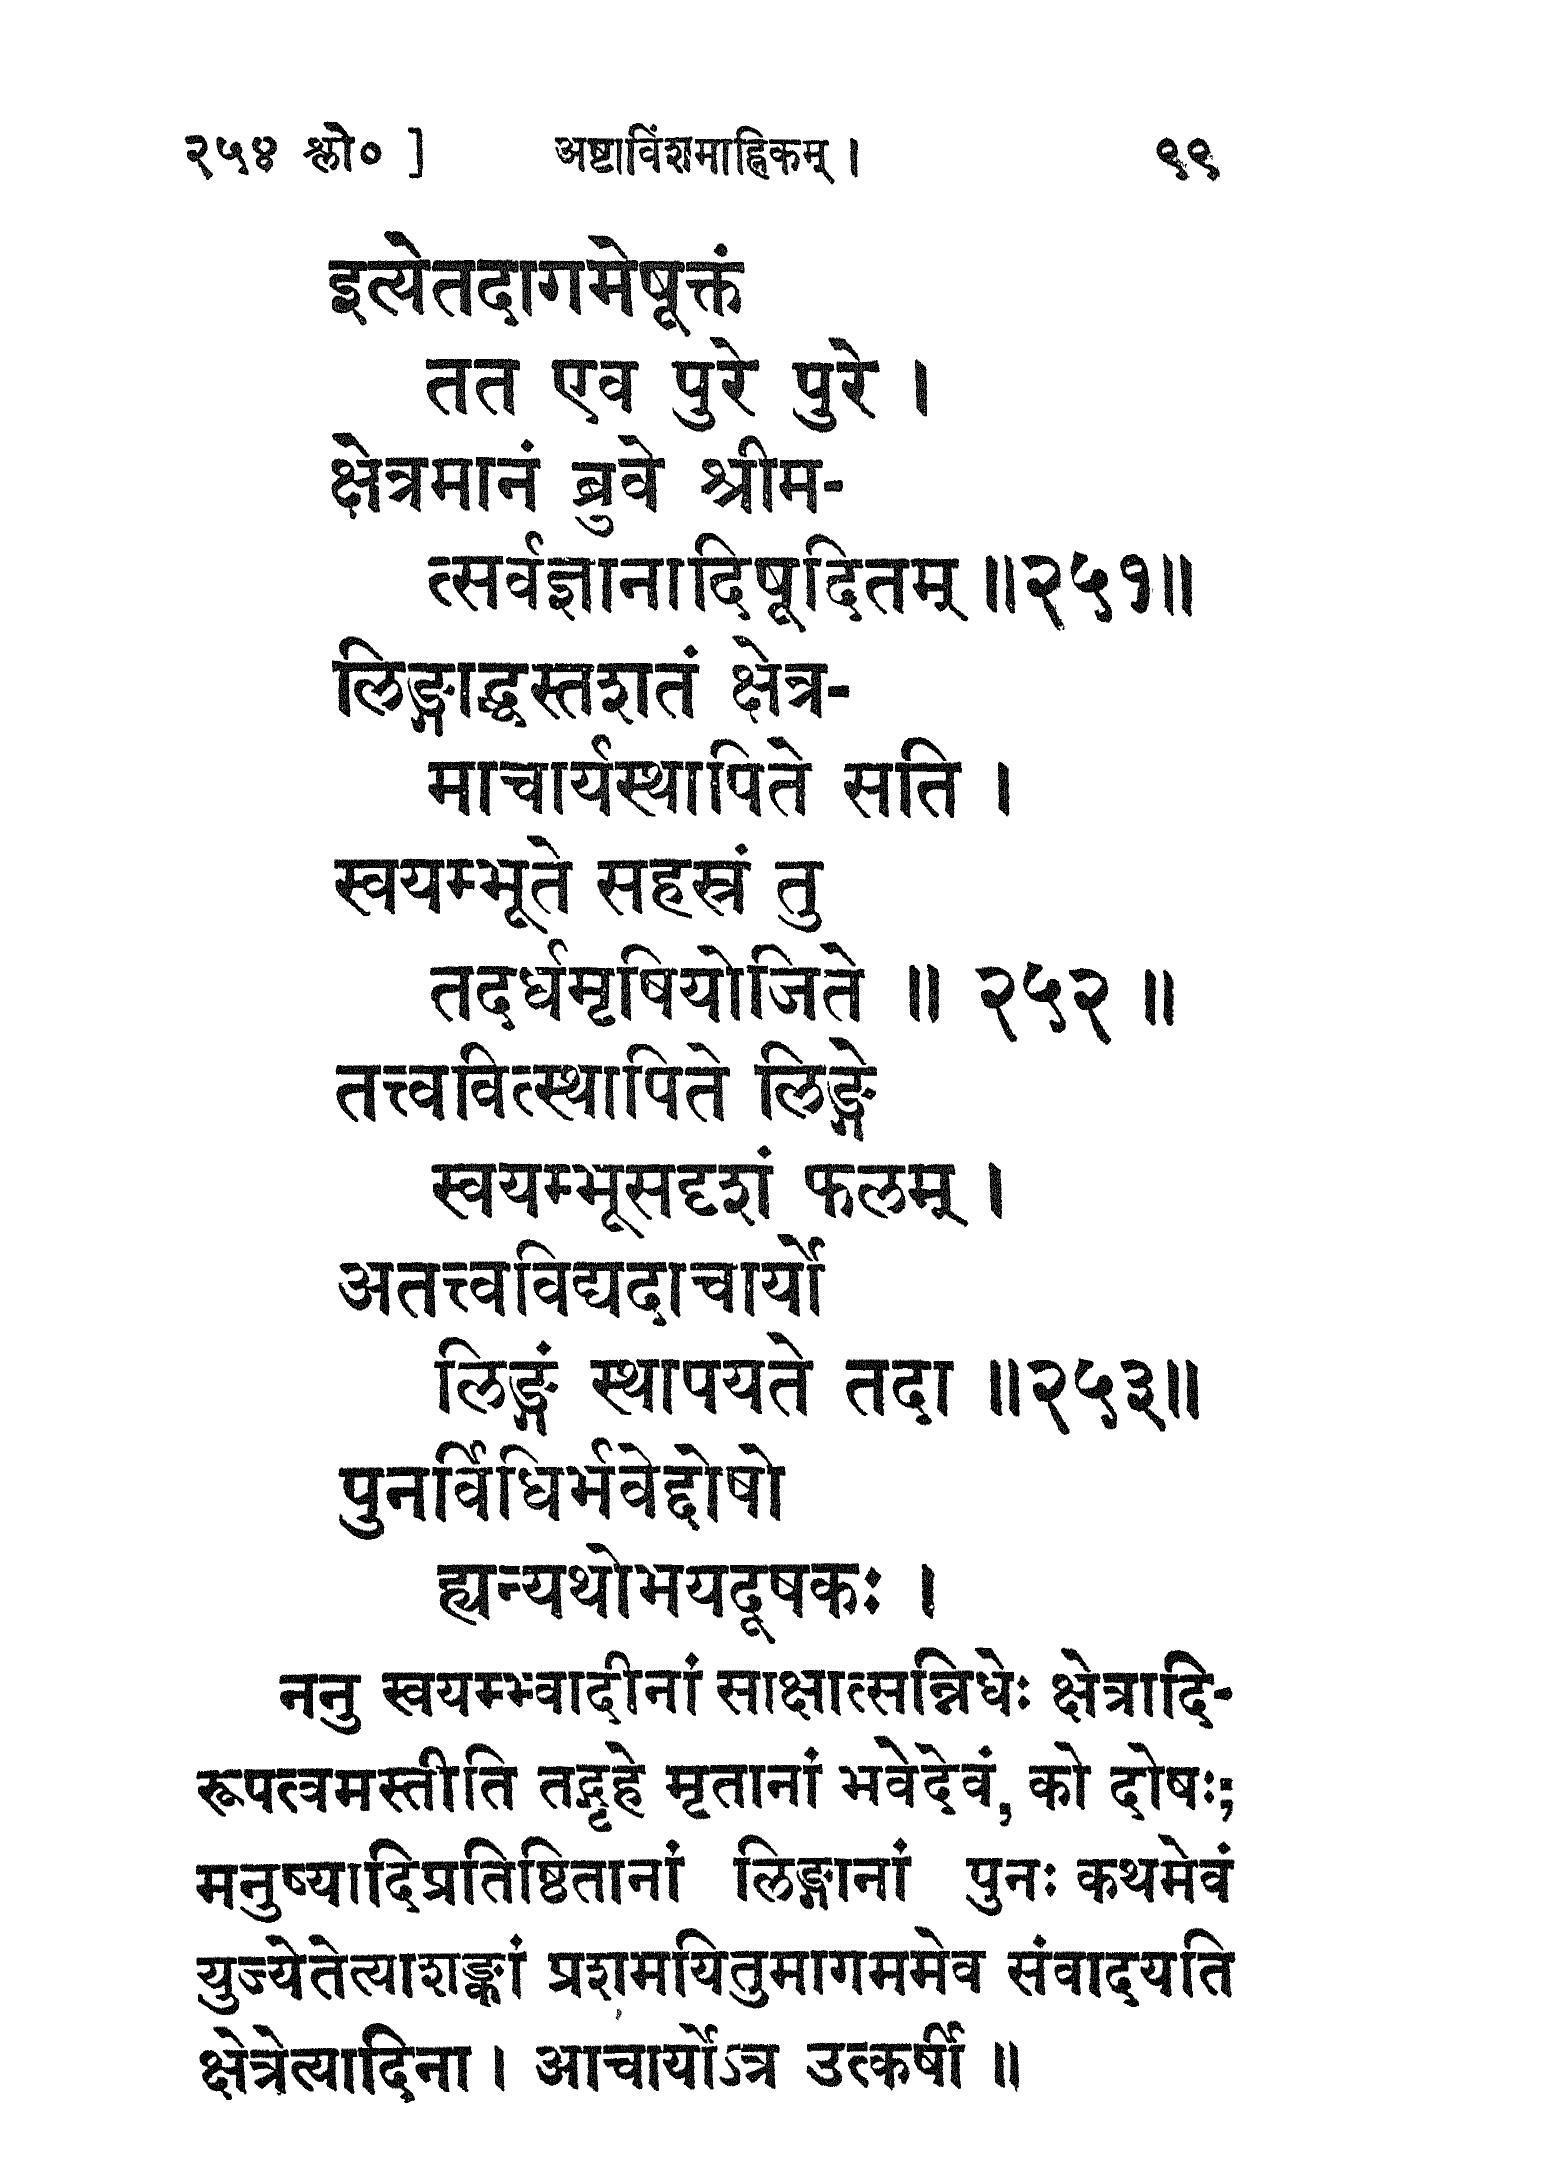 २५४ श्लो० ] अष्टाविंशमाह्निकम् । ९९
इत्येतदागमेषूक्तं
तत एव पुरे पुरे ।
क्षेत्रमानं ब्रुवे श्रीम-
त्सर्वज्ञानादिषूदितम् ॥२५१॥
लिङ्गाद्धस्तशतं क्षेत्र-
माचार्यस्थापिते सति ।
स्वयम्भूते सहस्रं तु
तदर्धमृषियोजिते ॥ २५२ ॥
तत्त्ववित्स्थापिते लिङ्गे
स्वयम्भूसदृशं फलम् ।
अतत्त्वविद्यदाचार्यो
लिङ्गं स्थापयते तदा ॥२५३॥
पुनर्विधिर्भवेद्दोषो
ह्यन्यथोभयदूषकः ।
ननु स्वयम्भ्वादीनां साक्षात्सन्निधेः क्षेत्रादि-
रूपत्वमस्तीति तद्गृहे मृतानां भवेदेवं, को दोषः;
मनुष्यादिप्रतिष्ठितानां लिङ्गानां पुनः कथमेवं
युज्येतेत्याशङ्कां प्रशमयितुमागममेव संवादयति
क्षेत्रेत्यादिना । आचार्योऽत्र उत्कर्षी ॥